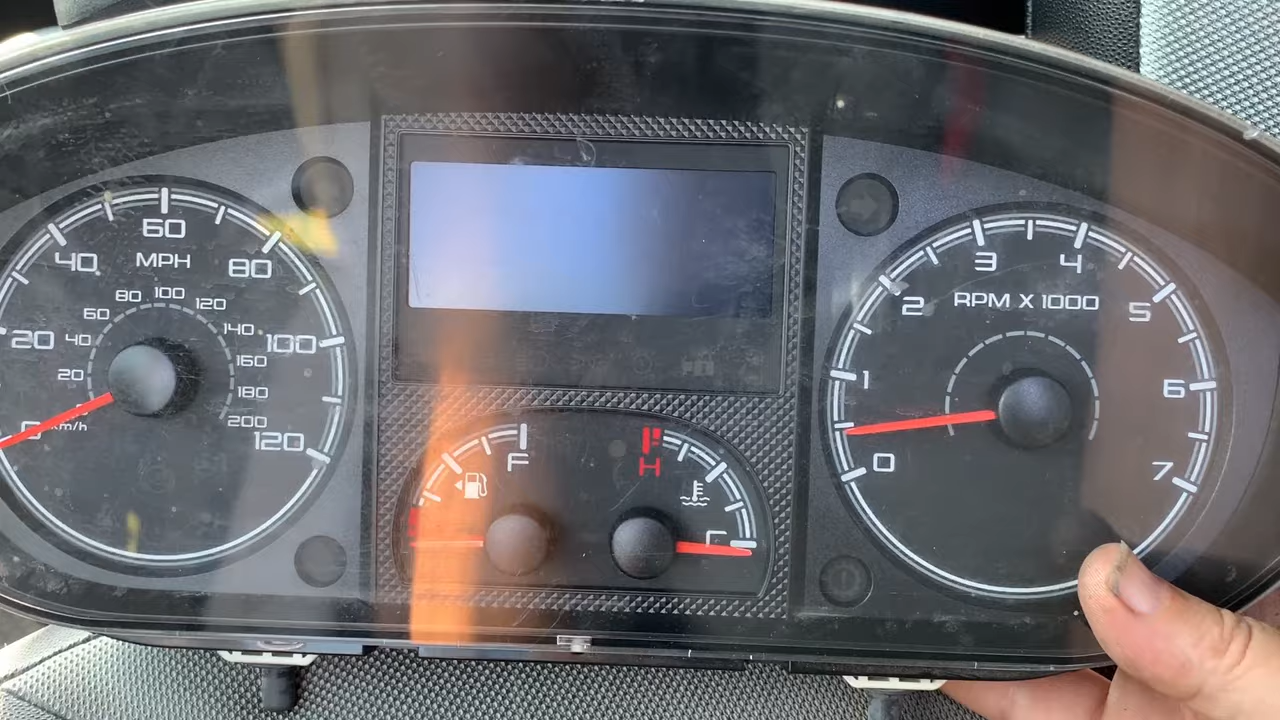 60
40 MPH 80
80 100 120
60 140
20 40 160 100
20 180
0 km/h 200 120
F H
C
3 4
2 RPM X 1000 5
1 6
0 7